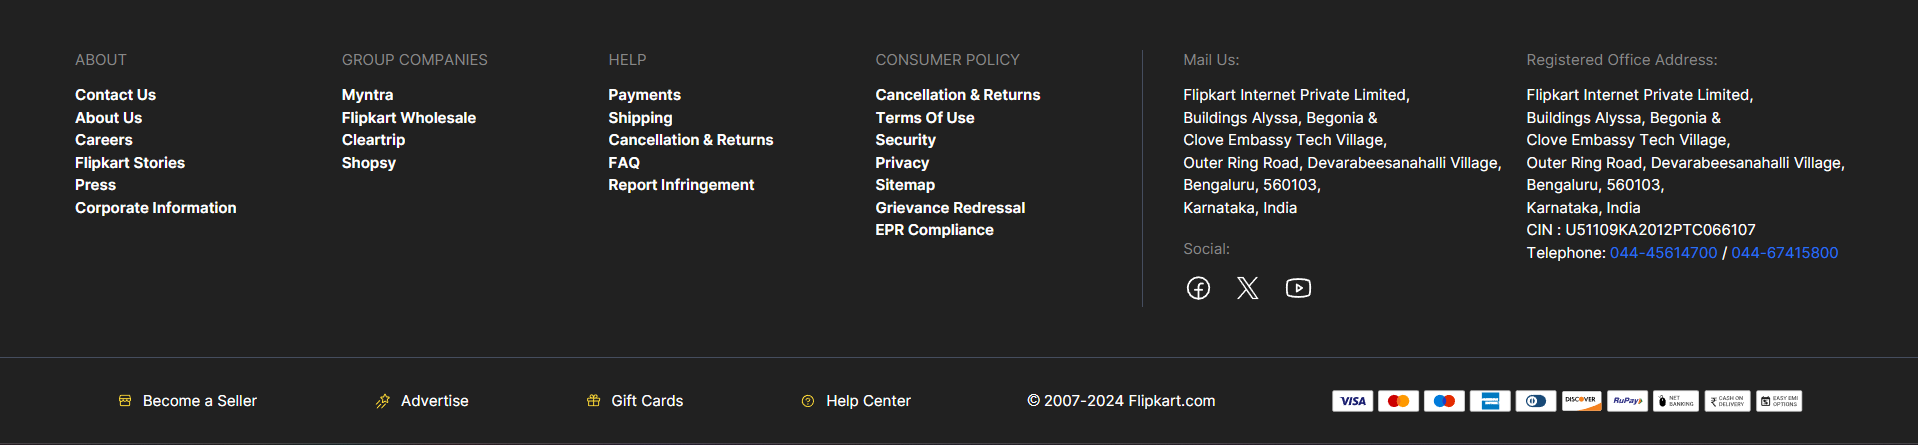 ABOUT
Contact Us
About Us
Careers
Flipkart Stories
Press
Corporate Information
GROUP COMPANIES
Myntra
Flipkart Wholesale
Cleartrip
Shopsy
HELP
Payments
Shipping
Cancellation & Returns
FAQ
Report Infringement
CONSUMER POLICY
Cancellation & Returns
Terms Of Use
Security
Privacy
Sitemap
Grievance Redressal
EPR Compliance
Mail Us:
Flipkart Internet Private Limited,
Buildings Alyssa, Begonia &
Clove Embassy Tech Village,
Outer Ring Road, Devarabeesanahalli Village,
Bengaluru, 560103,
Karnataka, India
Social:
Registered Office Address:
Flipkart Internet Private Limited,
Buildings Alyssa, Begonia &
Clove Embassy Tech Village,
Outer Ring Road, Devarabeesanahalli Village,
Bengaluru, 560103,
Karnataka, India
CIN : U51109KA2012PTC066107
Telephone: 044-45614700 / 044-67415800
Become a Seller
Advertise
Gift Cards
Help Center
© 2007-2024 Flipkart.com
VISA
DISCOVER
RuPay
NET
BANKING
CASH ON
DELIVERY
EASY EMI
OPTIONS